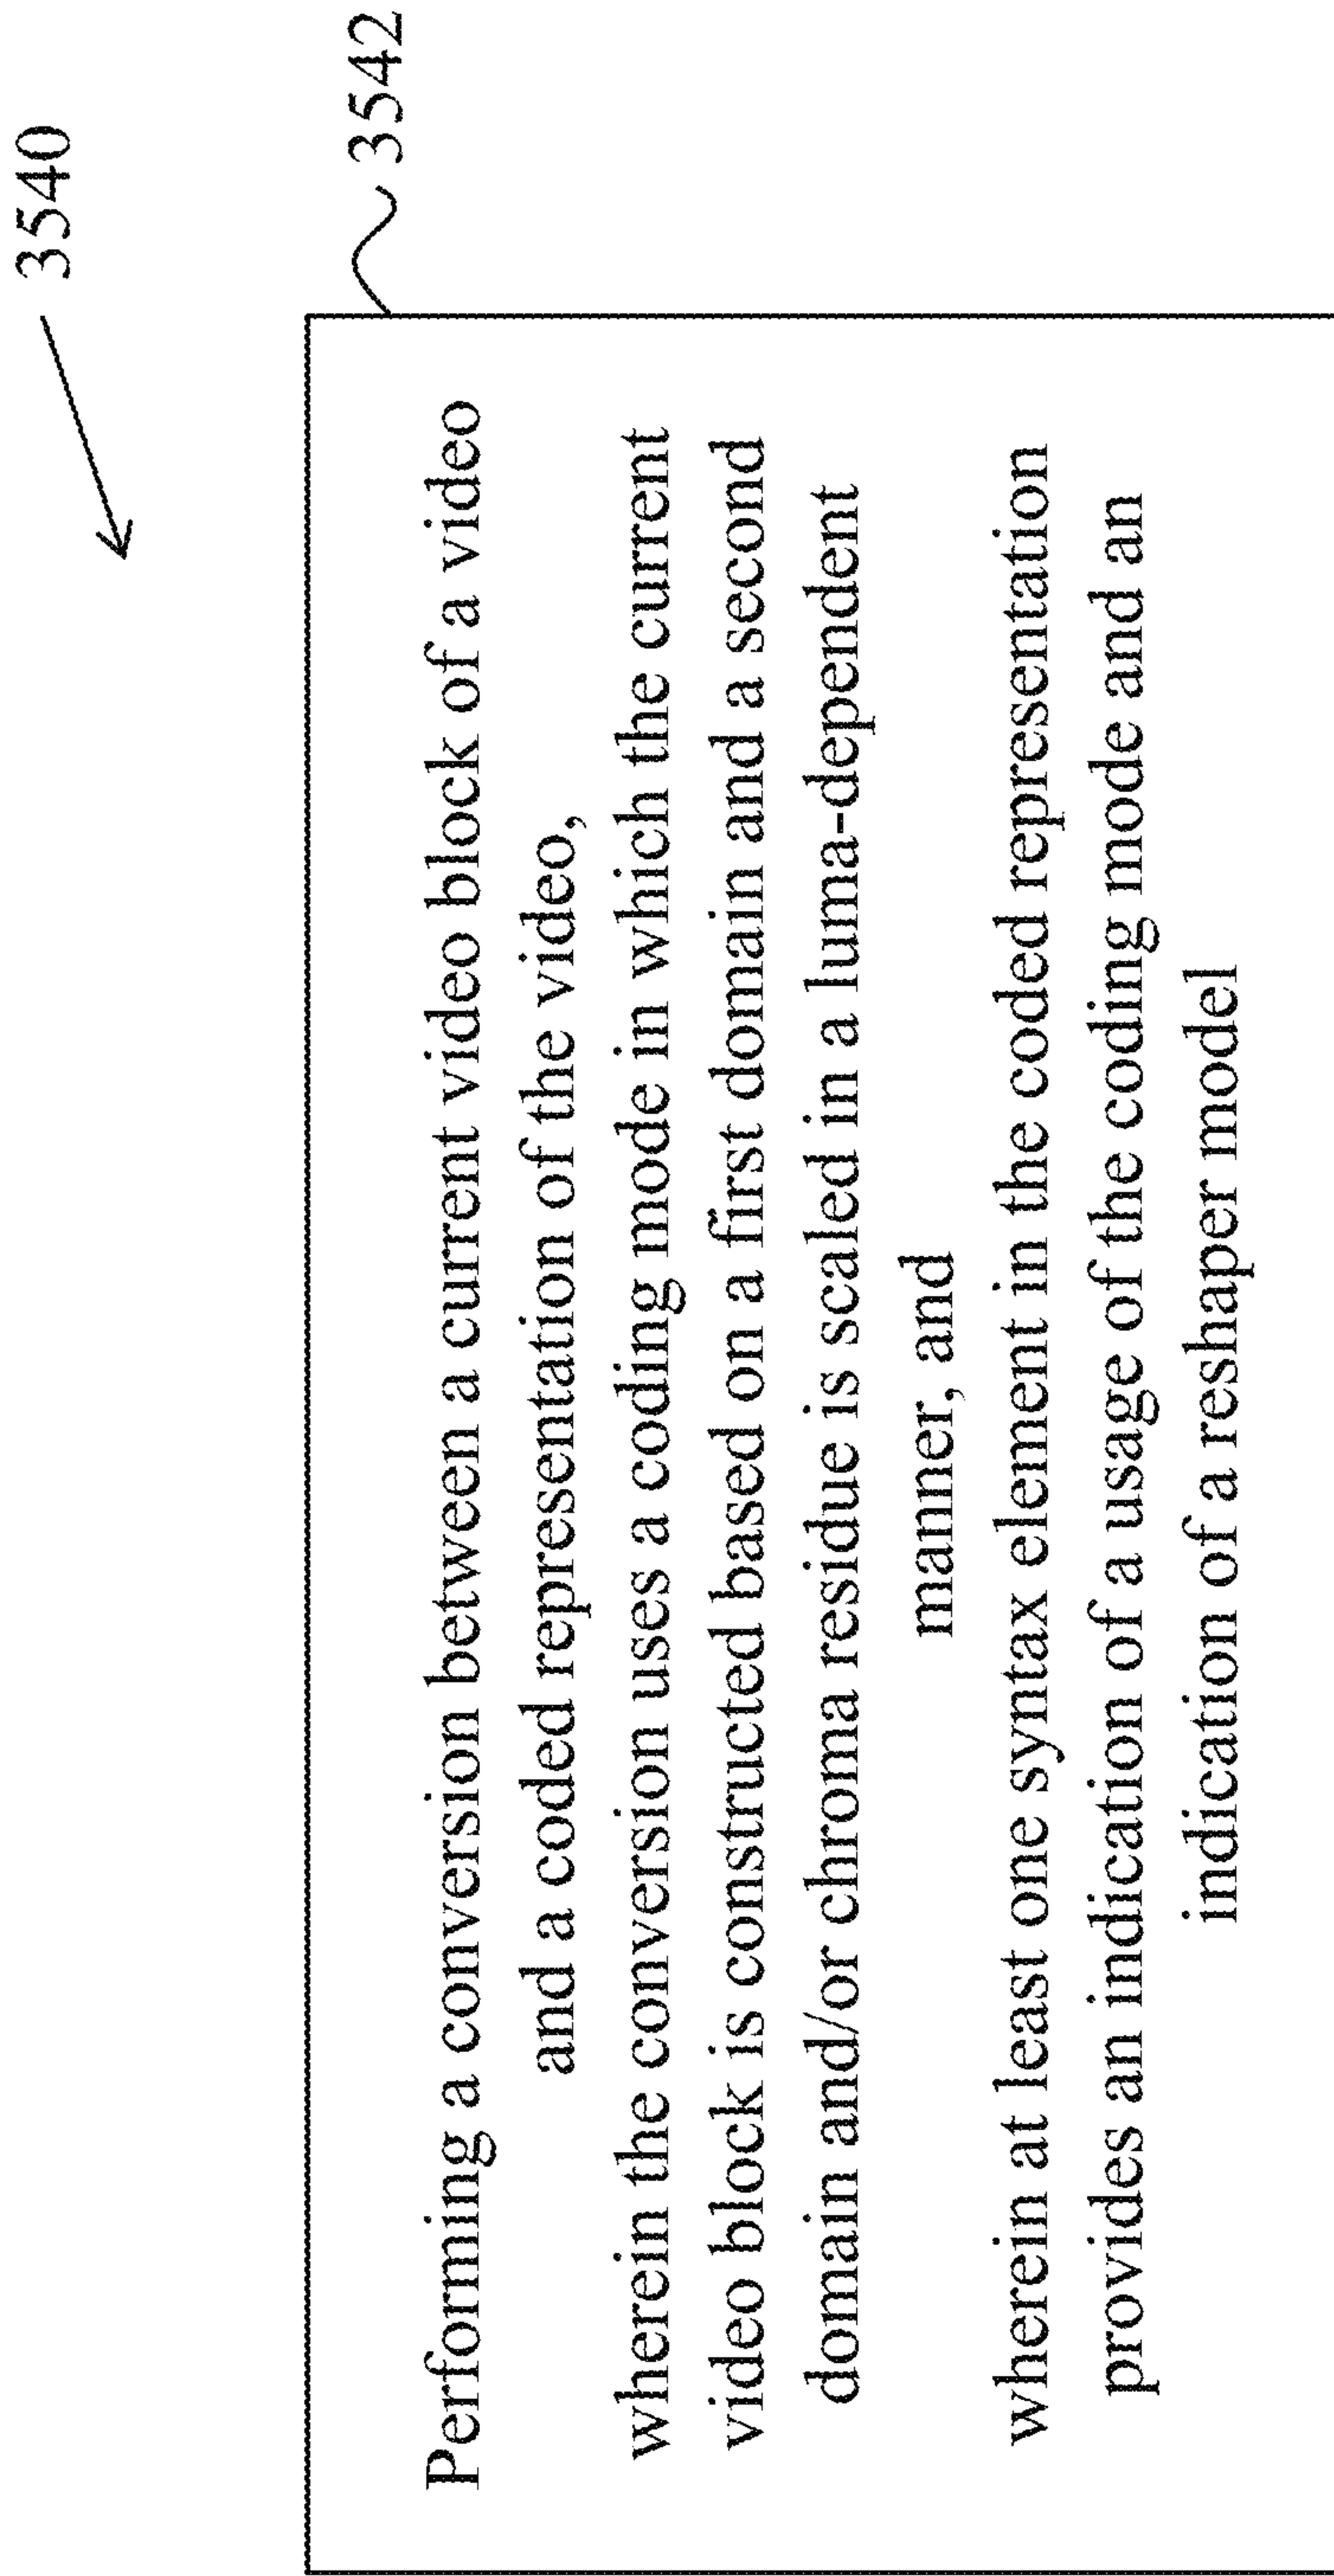 3540
3542
Performing a conversion between a current video block of a video
and a coded representation of the video,
wherein the conversion uses a coding mode in which the current
video block is constructed based on a first domain and a second
domain and/or chroma residue is scaled in a luma-dependent
manner, and
wherein at least one syntax element in the coded representation
provides an indication of a usage of the coding mode and an
indication of a reshaper model